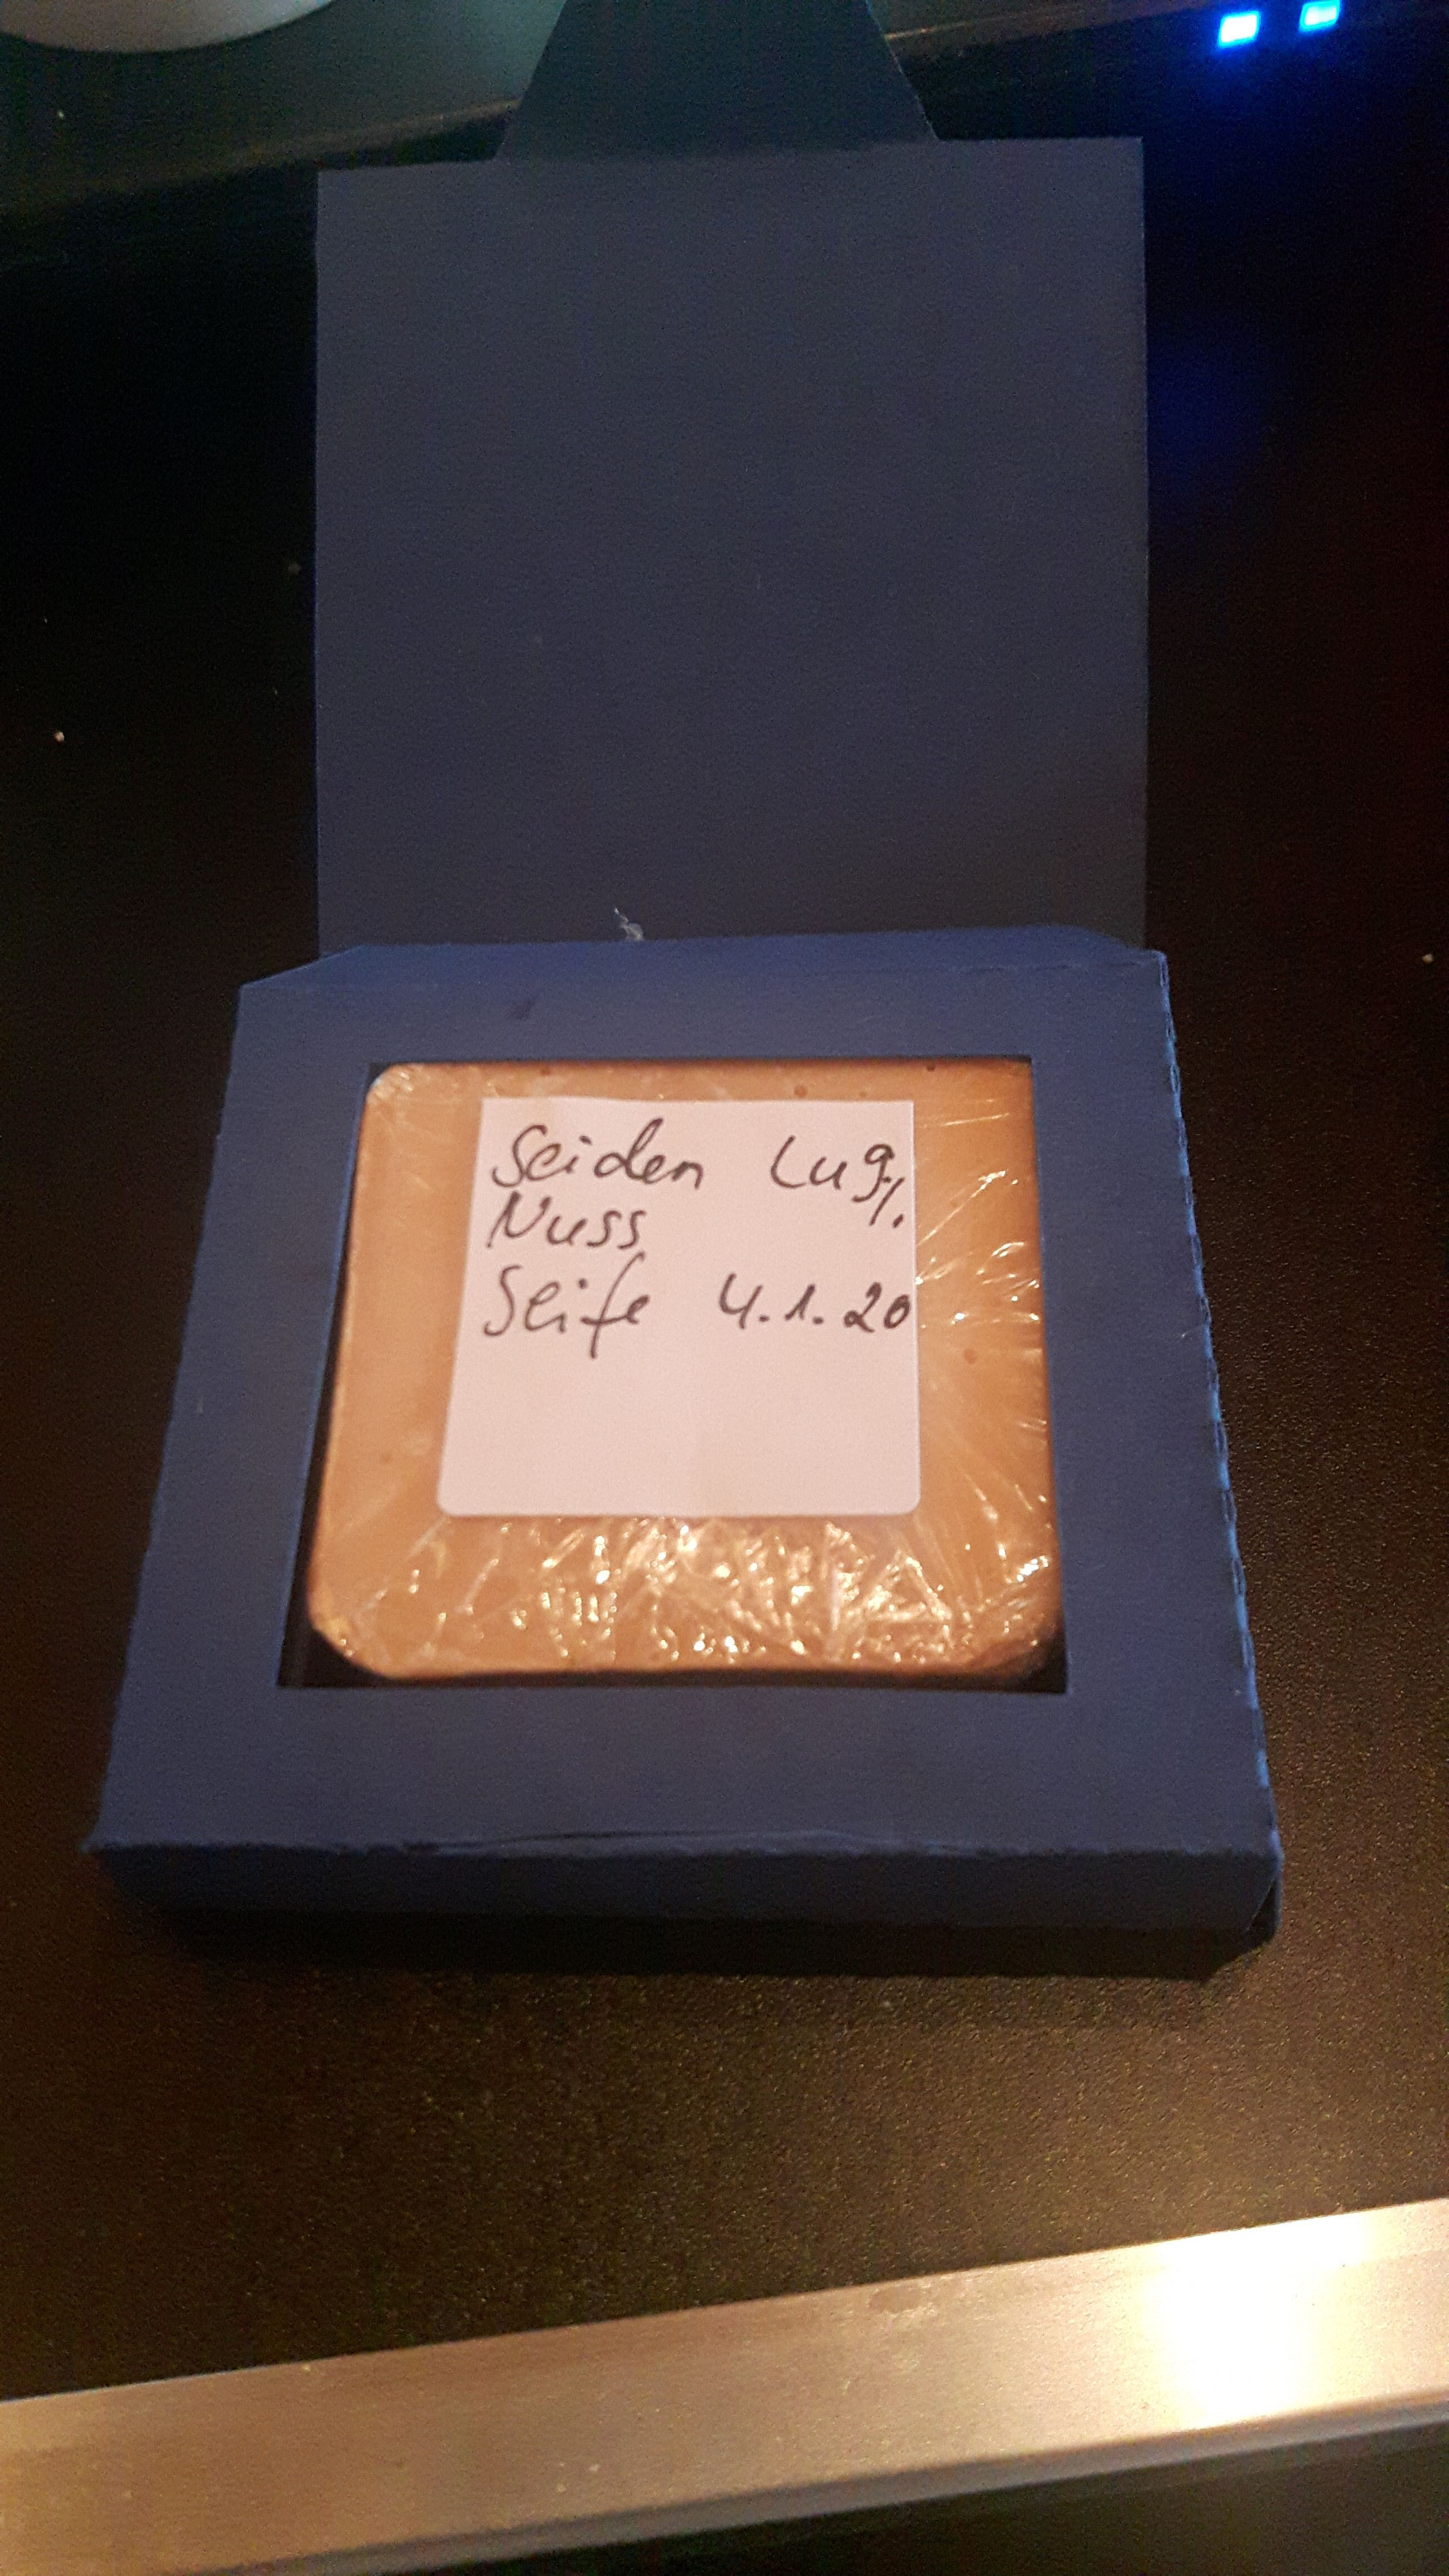 Seiden Lug%.
Nuss
Seife 4.1.20